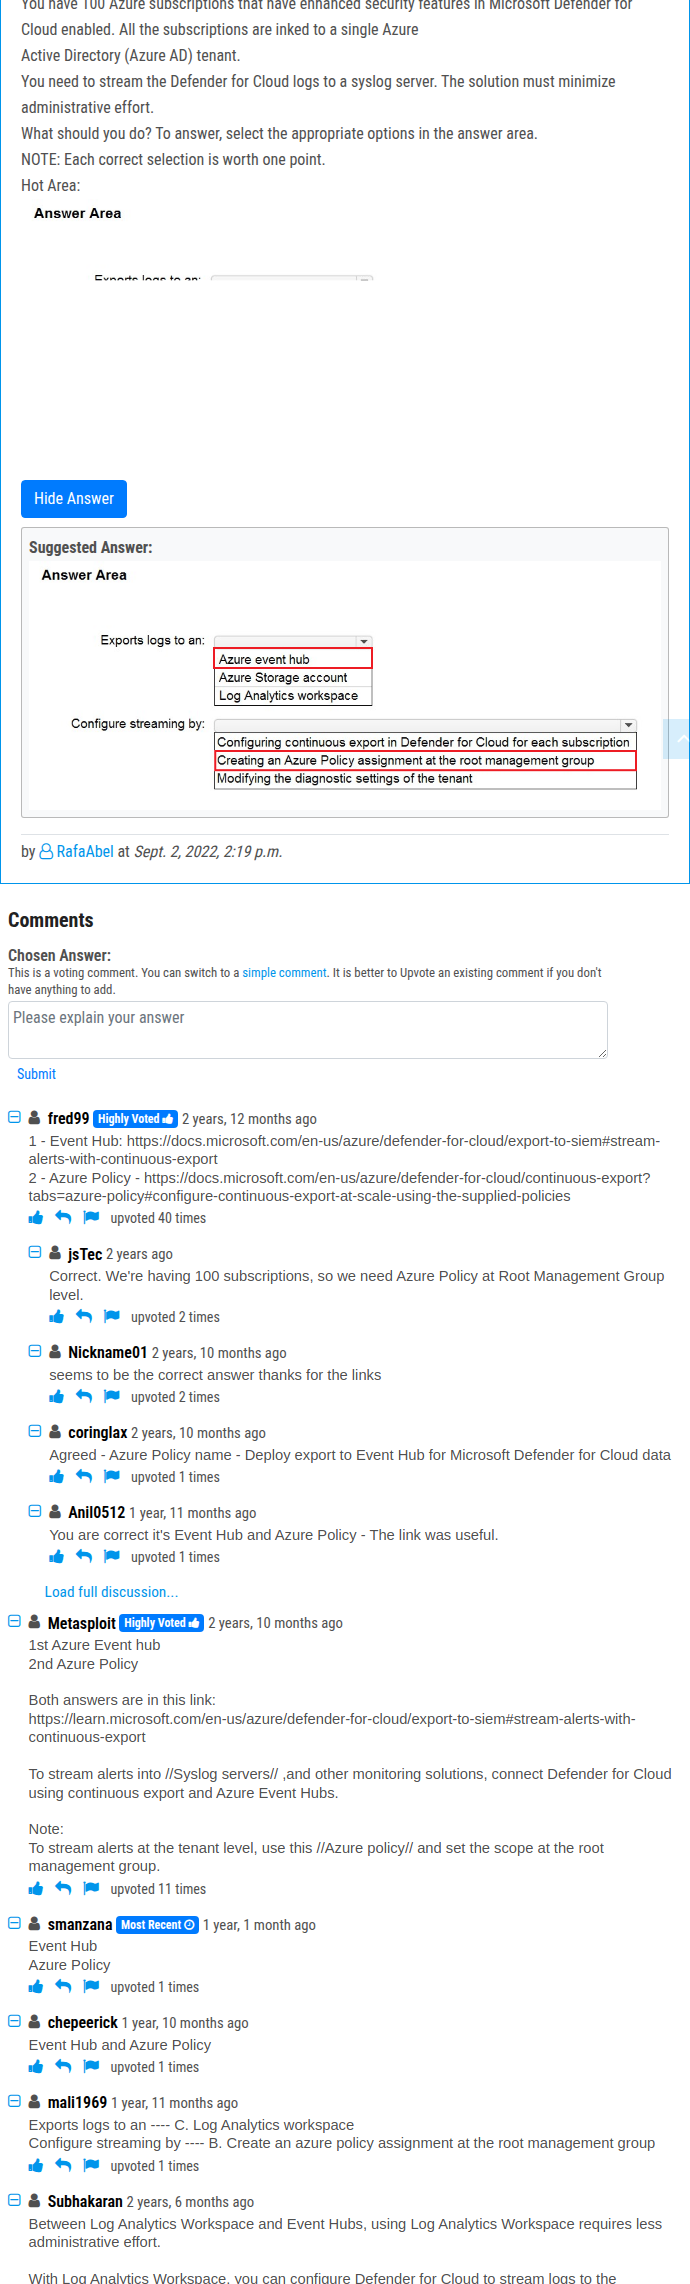 You have 100 Azure subscriptions that have enhanced security features in Microsoft Defender for
Cloud enabled. All the subscriptions are inked to a single Azure
Active Directory (Azure AD) tenant.
You need to stream the Defender for Cloud logs to a syslog server. The solution must minimize
administrative effort.
What should you do? To answer, select the appropriate options in the answer area.
NOTE: Each correct selection is worth one point.
Hot Area:
Answer Area
Exports logs to an:
Hide Answer
Suggested Answer:
Answer Area
Exports logs to an:
Azure event hub
Azure Storage account
Log Analytics workspace
Configure streaming by:
Configuring continuous export in Defender for Cloud for each subscription
Creating an Azure Policy assignment at the root management group
Modifying the diagnostic settings of the tenant
by RafaAbel at Sept. 2, 2022, 2:19 p.m.
Comments
Chosen Answer:
This is a voting comment. You can switch to a simple comment. It is better to Upvote an existing comment if you don't
have anything to add.
Please explain your answer
Submit
fred99 Highly Voted 2 years, 12 months ago
1 - Event Hub: https://docs.microsoft.com/en-us/azure/defender-for-cloud/export-to-siem#stream-
alerts-with-continuous-export
2 - Azure Policy - https://docs.microsoft.com/en-us/azure/defender-for-cloud/continuous-export?
tabs=azure-policy#configure-continuous-export-at-scale-using-the-supplied-policies
upvoted 40 times
jsTec 2 years ago
Correct. We're having 100 subscriptions, so we need Azure Policy at Root Management Group
level.
upvoted 2 times
Nickname01 2 years, 10 months ago
seems to be the correct answer thanks for the links
upvoted 2 times
coringlax 2 years, 10 months ago
Agreed - Azure Policy name - Deploy export to Event Hub for Microsoft Defender for Cloud data
upvoted 1 times
Anil0512 1 year, 11 months ago
You are correct it's Event Hub and Azure Policy - The link was useful.
upvoted 1 times
Load full discussion...
Metasploit Highly Voted 2 years, 10 months ago
1st Azure Event hub
2nd Azure Policy
Both answers are in this link:
https://learn.microsoft.com/en-us/azure/defender-for-cloud/export-to-siem#stream-alerts-with-
continuous-export
To stream alerts into //Syslog servers// ,and other monitoring solutions, connect Defender for Cloud
using continuous export and Azure Event Hubs.
Note:
To stream alerts at the tenant level, use this //Azure policy// and set the scope at the root
management group.
upvoted 11 times
smanzana Most Recent 1 year, 1 month ago
Event Hub
Azure Policy
upvoted 1 times
chepeerick 1 year, 10 months ago
Event Hub and Azure Policy
upvoted 1 times
mali1969 1 year, 11 months ago
Exports logs to an ---- C. Log Analytics workspace
Configure streaming by ---- B. Create an azure policy assignment at the root management group
upvoted 1 times
Subhakaran 2 years, 6 months ago
Between Log Analytics Workspace and Event Hubs, using Log Analytics Workspace requires less
administrative effort.
With Log Analytics Workspace, you can configure Defender for Cloud to stream logs to the